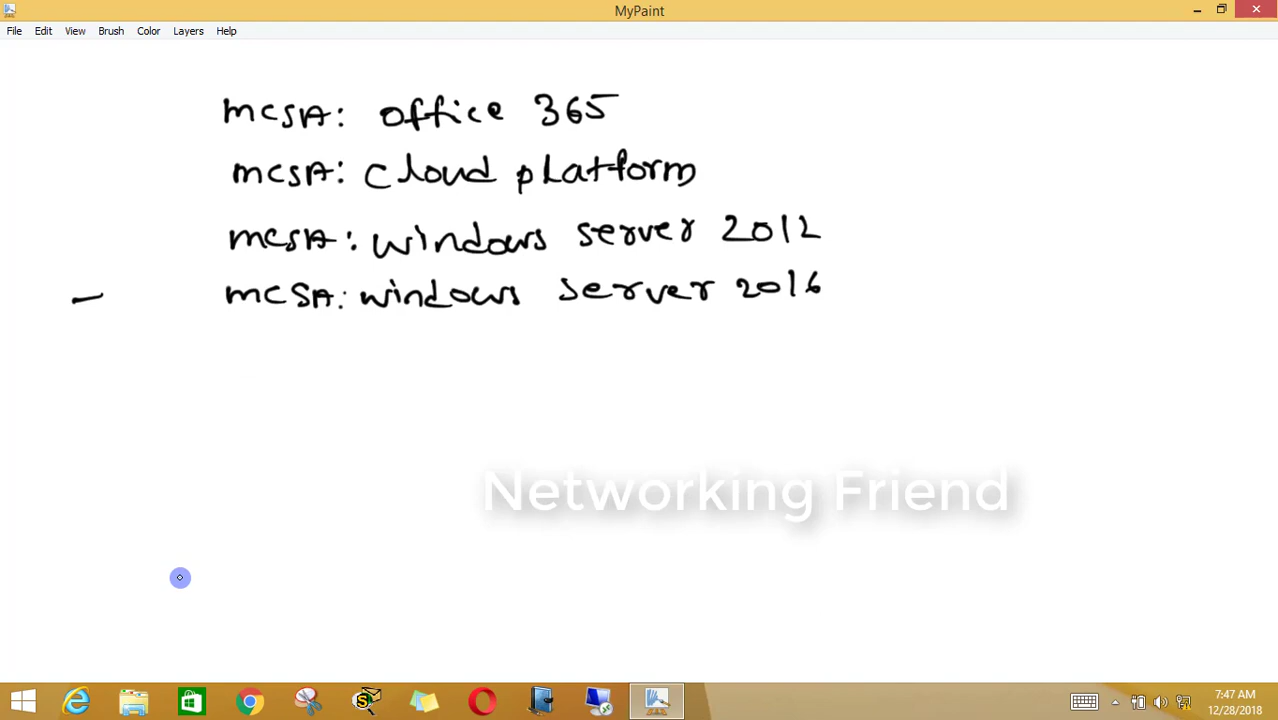 MyPaint
File Edit View Brush Color Layers Help
mcsA: office 365
mcsA: cloud platform
mcsA: windows server 2012
- mcSA: windows server 2016
Networking Friend
7:47 AM
12/28/2018